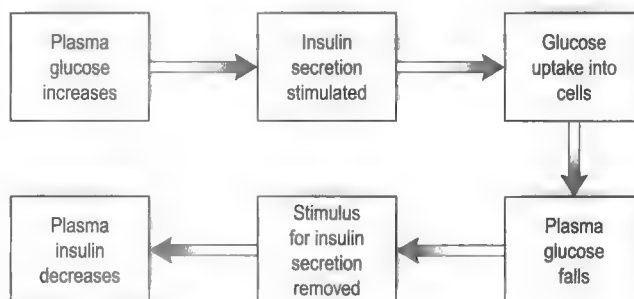 Plasma
glucose
increases
Insulin
secretion
stimulated
Glucose
uptake into
cells
Plasma
glucose
falls
Stimulus
for insulin
secretion
removed
Plasma
insulin
decreases